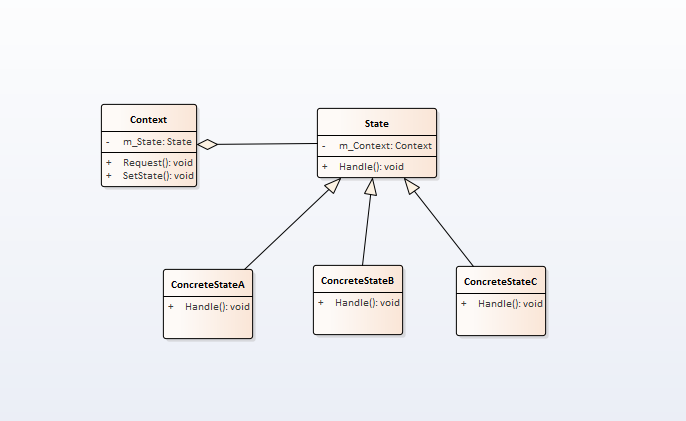 Context
- m_State: State
+ Request(): void
+ SetState(): void
State
- m_Context: Context
+ Handle(): void
ConcreteStateA
+ Handle(): void
ConcreteStateB
+ Handle(): void
ConcreteStateC
+ Handle(): void